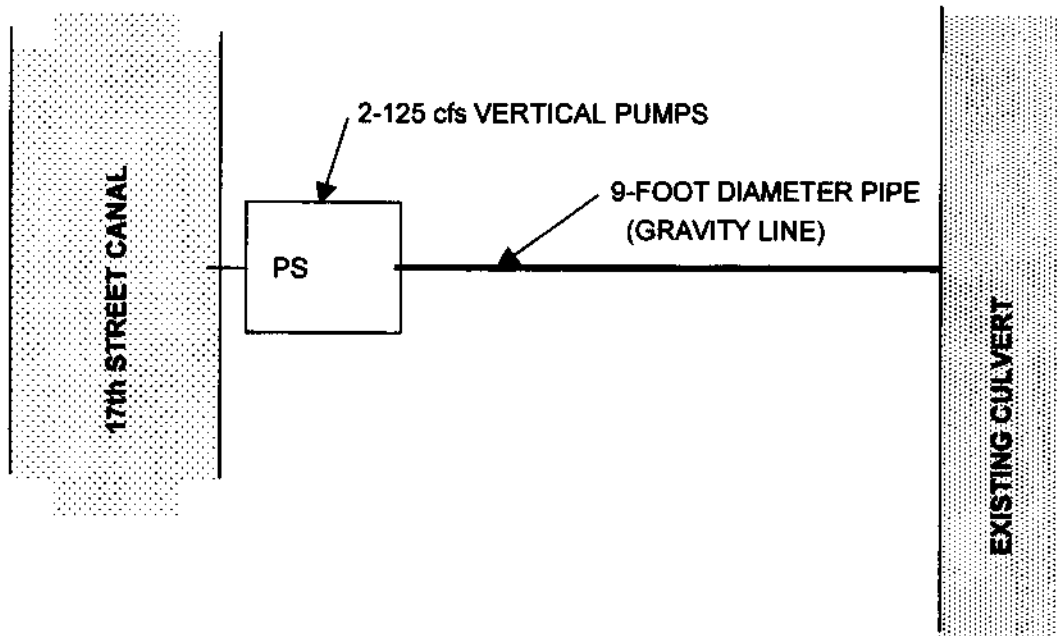 2-125 cfs VERTICAL PUMPS
9-FOOT DIAMETER PIPE
(GRAVITY LINE)
PS
17th STREET CANAL
EXISTING CULVERT